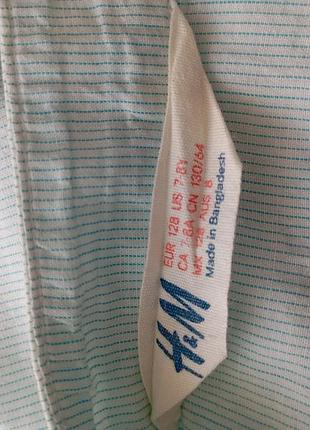 EUR 128 US 7-8Y
CA 7-8A CN 130/64
MX 128 AUS 8
Made in Bangladesh
H&M